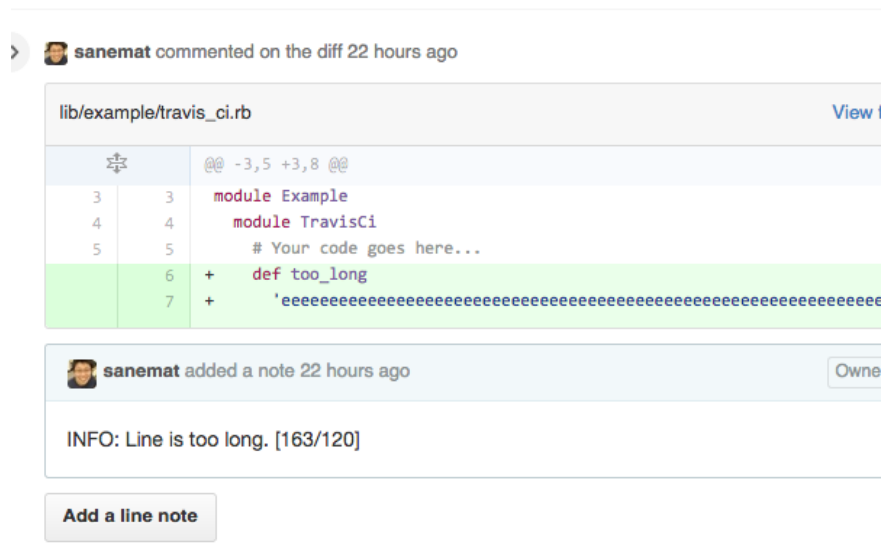 sanemat commented on the diff 22 hours ago
lib/example/travis_ci.rb View
@@ -3,5 +3,8 @@
3 3 module Example
4 4 module TravisCi
5 5 # Your code goes here...
6 + def too_long
7 + 'eeeeeeeeeeeeeeeeeeeeeeeeeeeeeeeeeeeeeeeeeeeeeeeeeeeeeeeeeeeeeee
sanemat added a note 22 hours ago Owne
INFO: Line is too long. [163/120]
Add a line note